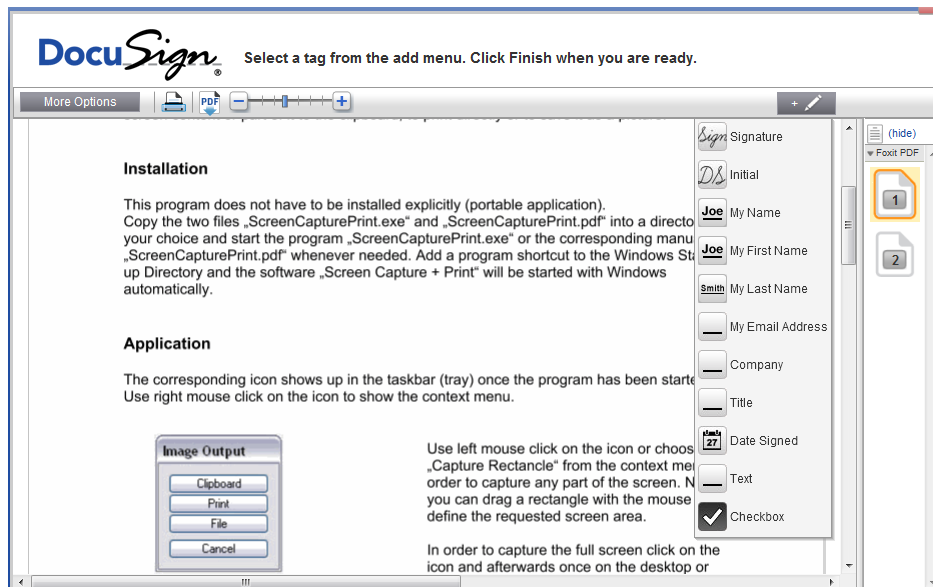 DocuSign®
Select a tag from the add menu. Click Finish when you are ready.
More Options
PDF
+
(hide)
Foxit PDF
1
2
Installation
This program does not have to be installed explicitly (portable application).
Copy the two files „ScreenCapturePrint.exe“ and „ScreenCapturePrint.pdf“ into a directo
your choice and start the program „ScreenCapturePrint.exe“ or the corresponding manu
„ScreenCapturePrint.pdf“ whenever needed. Add a program shortcut to the Windows Sta
up Directory and the software „Screen Capture + Print“ will be started with Windows
automatically.
Application
The corresponding icon shows up in the taskbar (tray) once the program has been starte
Use right mouse click on the icon to show the context menu.
Image Output
Clipboard
Print
File
Cancel
Use left mouse click on the icon or choos
„Capture Rectancle“ from the context me
order to capture any part of the screen. N
you can drag a rectangle with the mouse
define the requested screen area.
In order to capture the full screen click on the
icon and afterwards once on the desktop or
Sign Signature
DS Initial
Joe My Name
Joe My First Name
Smith My Last Name
My Email Address
Company
Title
27 Date Signed
Text
Checkbox